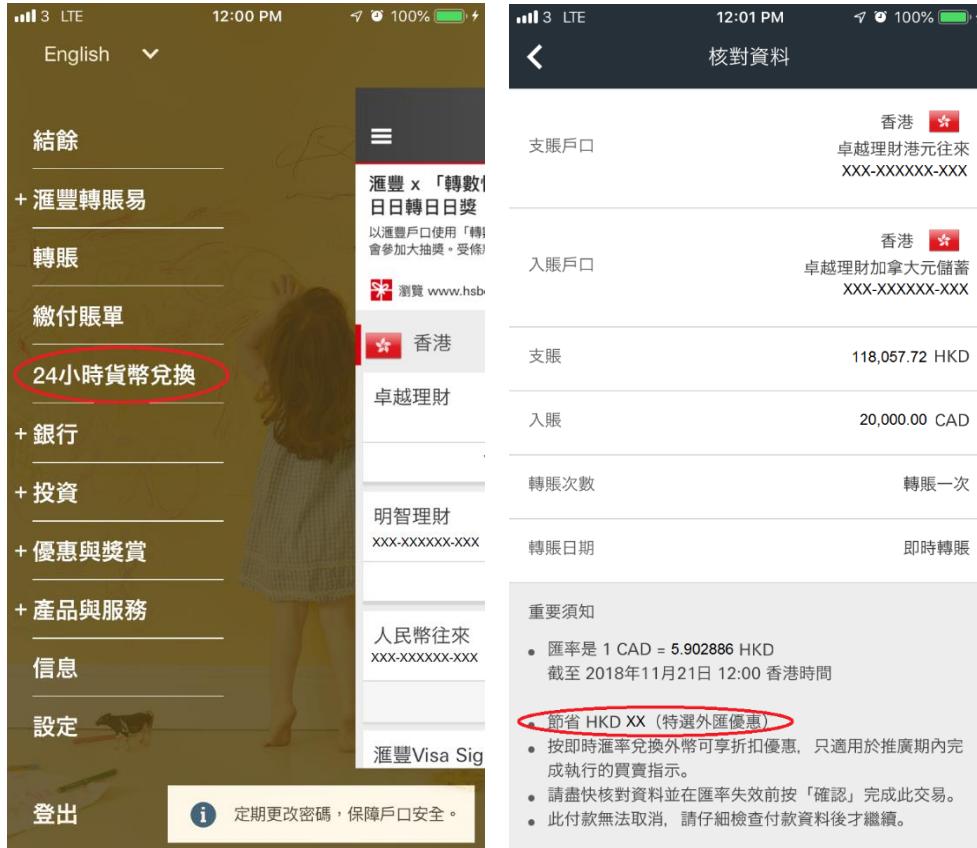 3 LTE 12:00 PM 100%
English
結餘
+ 滙豐轉賬易
轉賬
繳付賬單
24小時貨幣兌換
+ 銀行
+ 投資
+ 優惠與獎賞
+ 產品與服務
信息
設定
登出
滙豐 x 「轉數
日日轉日日獎
以滙豐戶口使用「轉
會參加大抽獎。受條
瀏覽 www.hsb
香港
卓越理財
明智理財
XXX-XXXXXX-XXX
人民幣往來
XXX-XXXXXX-XXX
滙豐Visa Sig
定期更改密碼，保障戶口安全。
3 LTE 12:01 PM 100%
核對資料
支賬戶口
香港
卓越理財港元往來
XXX-XXXXXX-XXX
入賬戶口
香港
卓越理財加拿大元儲蓄
XXX-XXXXXX-XXX
支賬 118,057.72 HKD
入賬 20,000.00 CAD
轉賬次數 轉賬一次
轉賬日期 即時轉賬
重要須知
• 匯率是 1 CAD = 5.902886 HKD
截至 2018年11月21日 12:00 香港時間
• 節省 HKD XX（特選外匯優惠）
• 按即時匯率兌換外幣可享折扣優惠，只適用於推廣期內完
成執行的買賣指示。
• 請盡快核對資料並在匯率失效前按「確認」完成此交易。
• 此付款無法取消，請仔細檢查付款資料後才繼續。